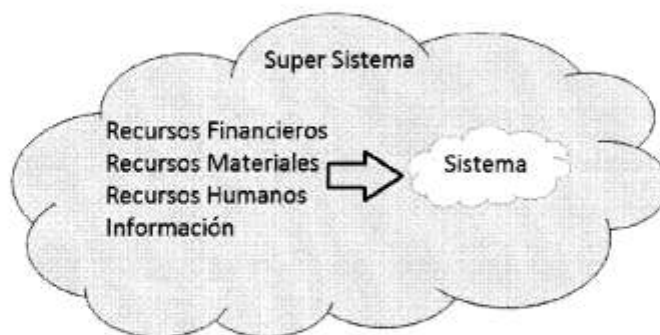 Super Sistema
Recursos Financieros
Recursos Materiales
Recursos Humanos
Información
Sistema